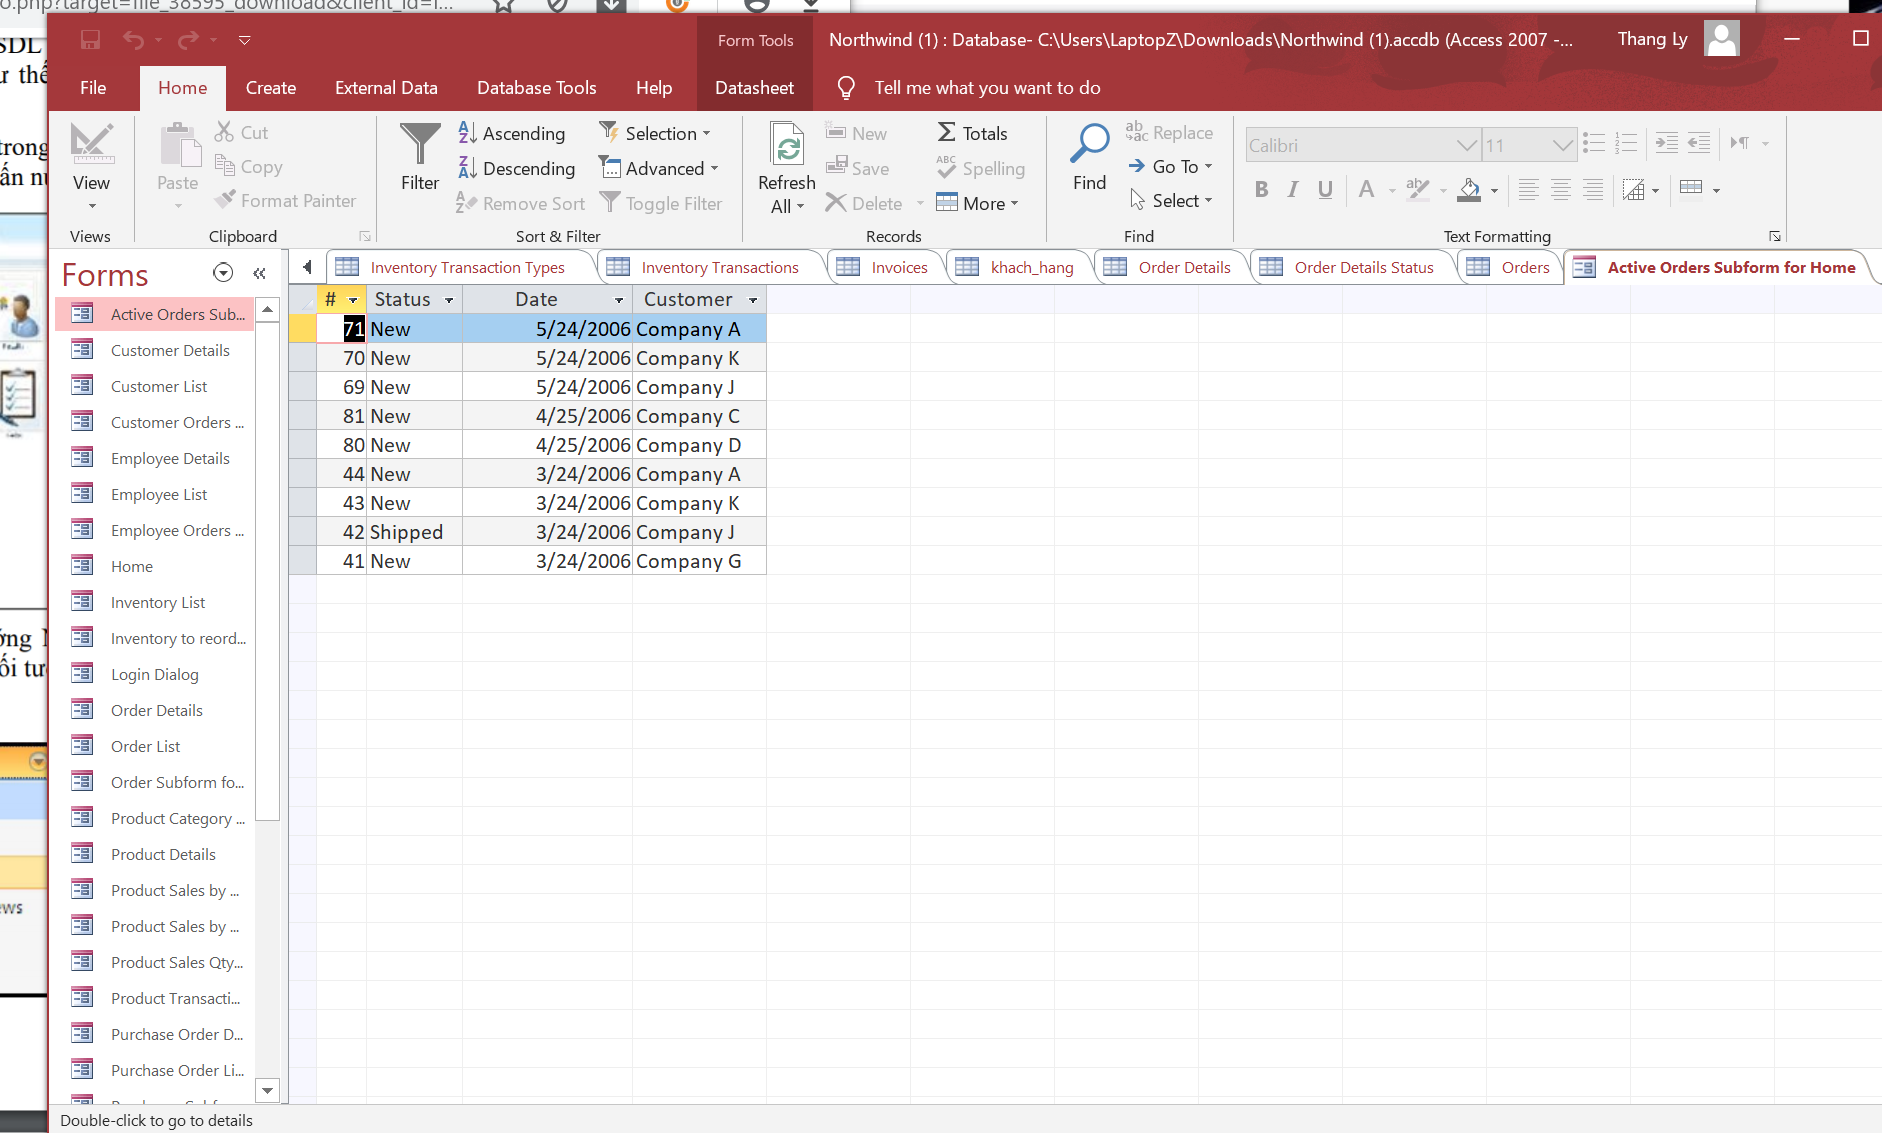 o.php?target=file_38595_download&client_id=f...
SDL
ư thế
trong
ấn nú
ối tư
ews
Form Tools
Northwind (1) : Database- C:\Users\LaptopZ\Downloads\Northwind (1).accdb (Access 2007 -...
Thang Ly
File
Home
Create
External Data
Database Tools
Help
Datasheet
Tell me what you want to do
View
Views
Paste
Cut
Copy
Format Painter
Clipboard
Filter
Ascending
Descending
Remove Sort
Selection
Advanced
Toggle Filter
Sort & Filter
Refresh
All
New
Save
Delete
Totals
Spelling
More
Records
Find
Replace
Go To
Select
Find
Calibri
11
B I U A
Text Formatting
Forms
Active Orders Sub...
Customer Details
Customer List
Customer Orders ...
Employee Details
Employee List
Employee Orders ...
Home
Inventory List
Inventory to reord...
Login Dialog
Order Details
Order List
Order Subform fo...
Product Category ...
Product Details
Product Sales by ...
Product Sales by ...
Product Sales Qty...
Product Transacti...
Purchase Order D...
Purchase Order Li...
Inventory Transaction Types
Inventory Transactions
Invoices
khach_hang
Order Details
Order Details Status
Orders
Active Orders Subform for Home
# Status Date Customer
71 New 5/24/2006 Company A
70 New 5/24/2006 Company K
69 New 5/24/2006 Company J
81 New 4/25/2006 Company C
80 New 4/25/2006 Company D
44 New 3/24/2006 Company A
43 New 3/24/2006 Company K
42 Shipped 3/24/2006 Company J
41 New 3/24/2006 Company G
Double-click to go to details